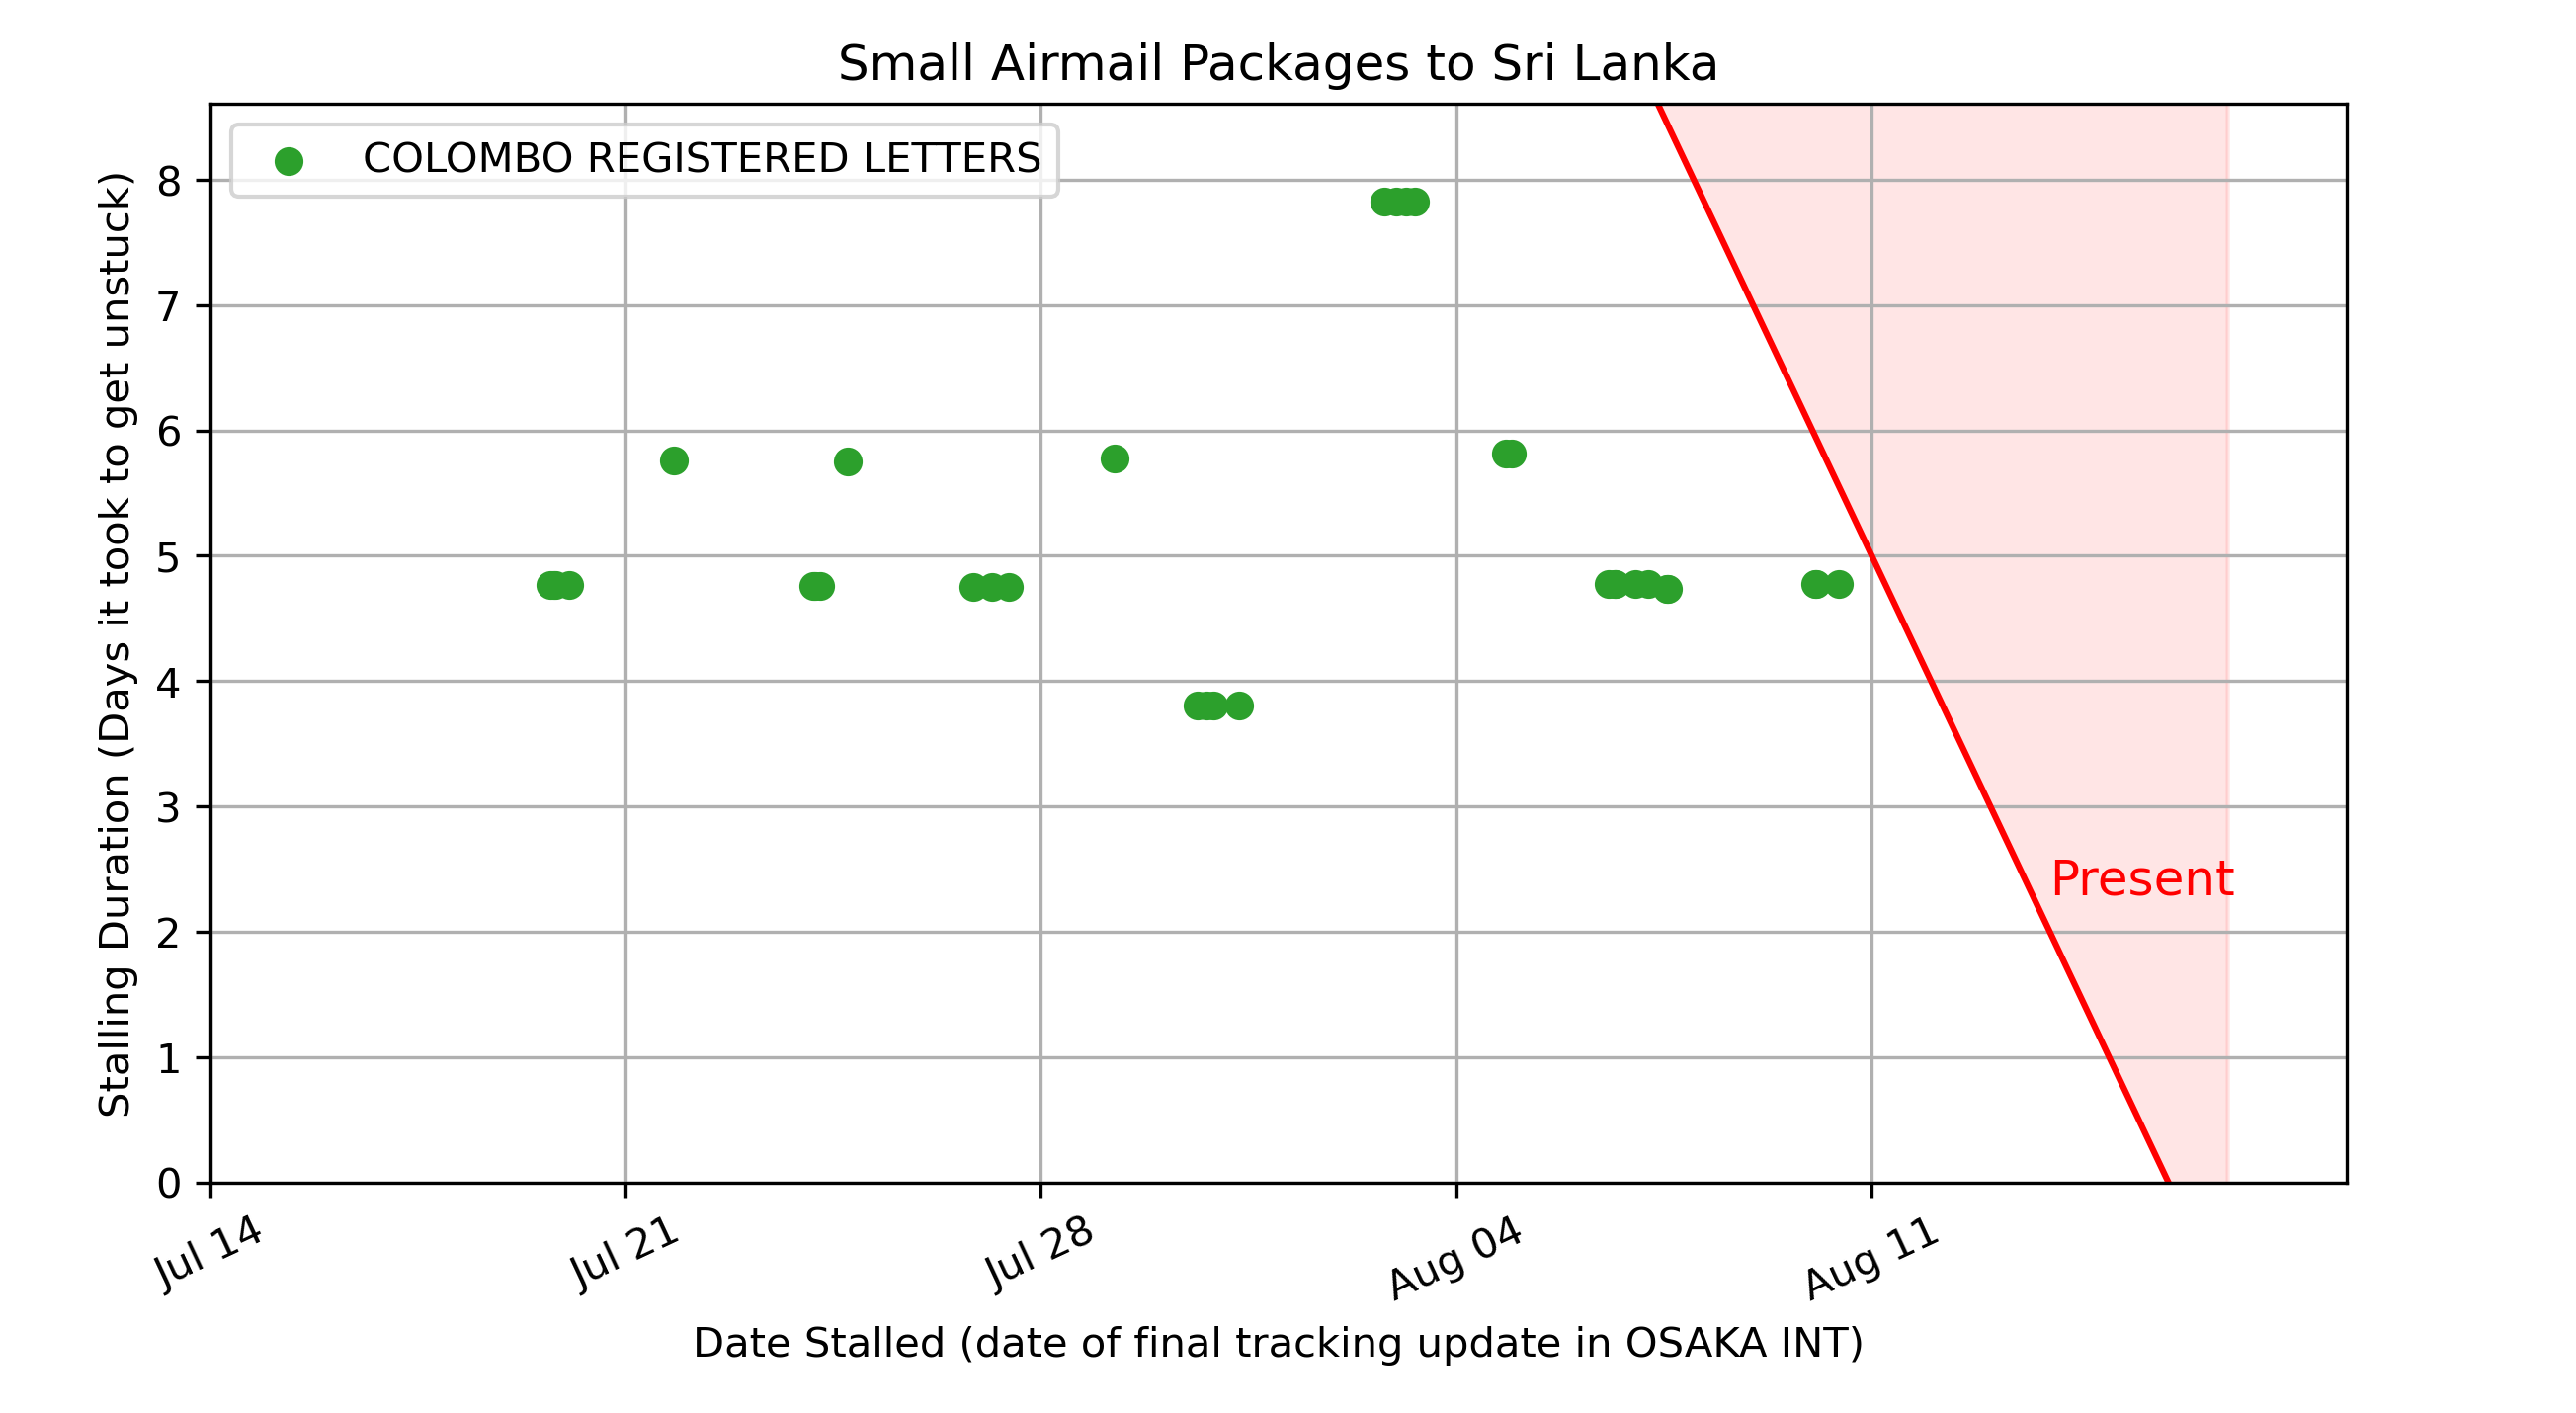 Small Airmail Packages to Sri Lanka
COLOMBO REGISTERED LETTERS
Stalling Duration (Days it took to get unstuck)
8
7
6
5
4
3
2
1
0
Present
Jul 14
Jul 21
Jul 28
Aug 04
Aug 11
Date Stalled (date of final tracking update in OSAKA INT)